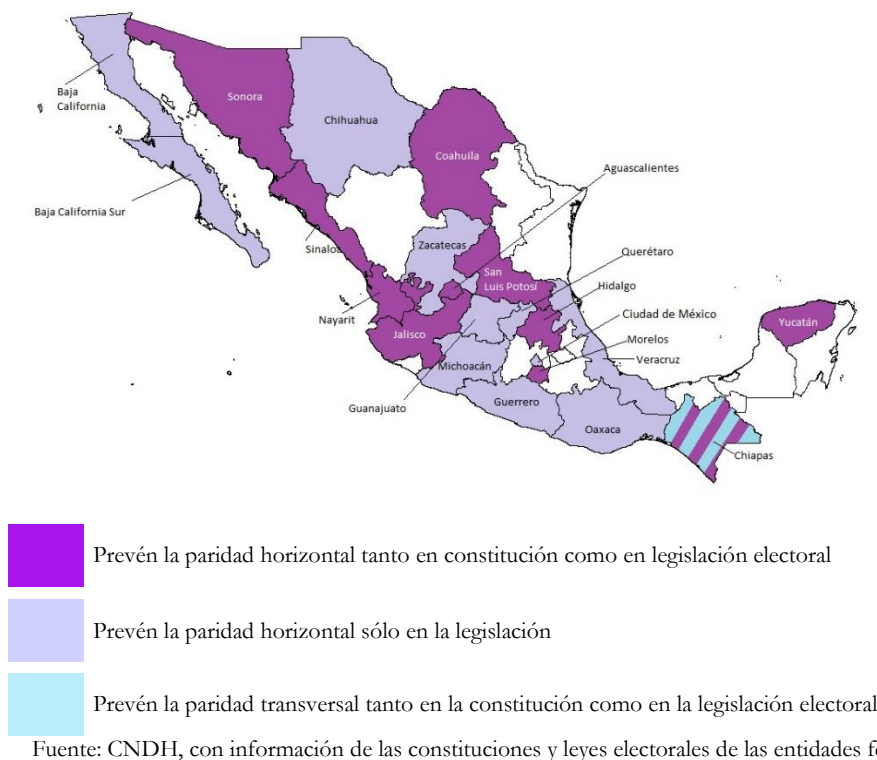 Baja
California
Sonora
Chihuahua
Coahuila
Aguascalientes
Baja California Sur
Sinaloa
Zacatecas
Querétaro
San
Luis Potosí
Hidalgo
Nayarit
Ciudad de México
Jalisco
Yucatán
Morelos
Michoacán
Veracruz
Guanajuato
Guerrero
Oaxaca
Chiapas
Prevén la paridad horizontal tanto en constitución como en legislación electoral
Prevén la paridad horizontal sólo en la legislación
Prevén la paridad transversal tanto en la constitución como en la legislación electoral
Fuente: CNDH, con información de las constituciones y leyes electorales de las entidades